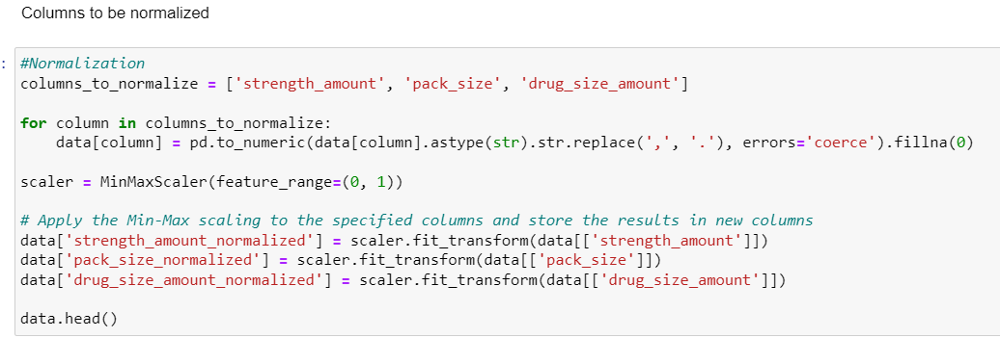 Columns to be normalized
: #Normalization
columns_to_normalize = ['strength_amount', 'pack_size', 'drug_size_amount']
for column in columns_to_normalize:
    data[column] = pd.to_numeric(data[column].astype(str).str.replace(',', '.'), errors='coerce').fillna(0)
scaler = MinMaxScaler(feature_range=(0, 1))
# Apply the Min-Max scaling to the specified columns and store the results in new columns
data['strength_amount_normalized'] = scaler.fit_transform(data[['strength_amount']])
data['pack_size_normalized'] = scaler.fit_transform(data[['pack_size']])
data['drug_size_amount_normalized'] = scaler.fit_transform(data[['drug_size_amount']])
data.head()